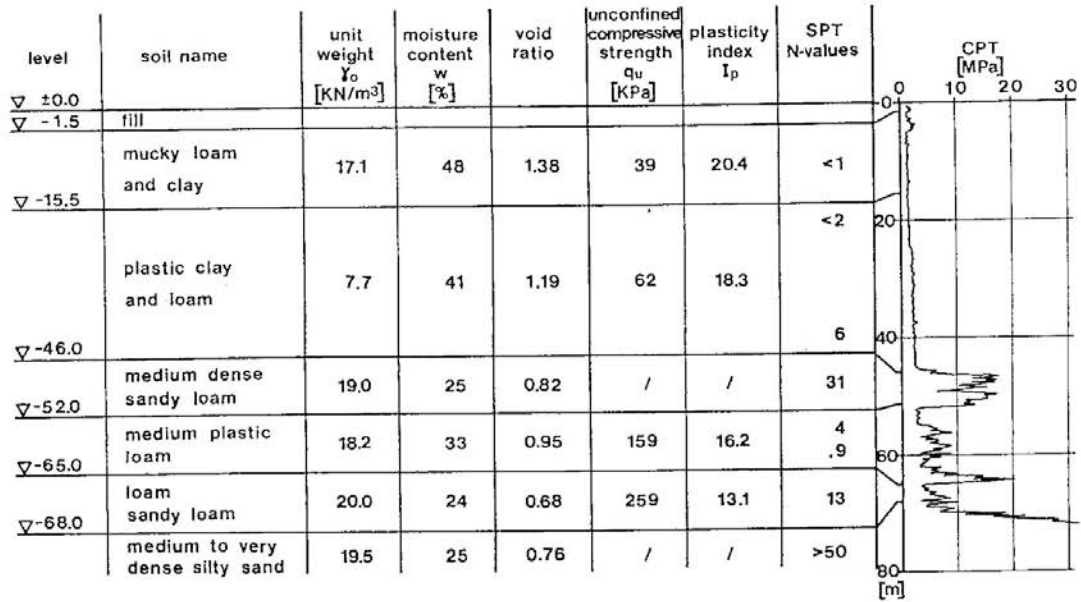 level soil name unit weight γo [KN/m³] moisture content w [%] void ratio unconfined compressive strength qu [KPa] plasticity index Ip SPT N-values CPT [MPa]
0 10 20 30
▽ ±0.0
0
▽ -1.5 fill
mucky loam and clay 17.1 48 1.38 39 20.4 <1
▽ -15.5
<2
20
plastic clay and loam 7.7 41 1.19 62 18.3
6
40
▽ -46.0
medium dense sandy loam 19.0 25 0.82 / / 31
▽ -52.0
medium plastic loam 18.2 33 0.95 159 16.2 4 .9
60
▽ -65.0
loam sandy loam 20.0 24 0.68 259 13.1 13
▽ -68.0
medium to very dense silty sand 19.5 25 0.76 / / >50
80
[m]